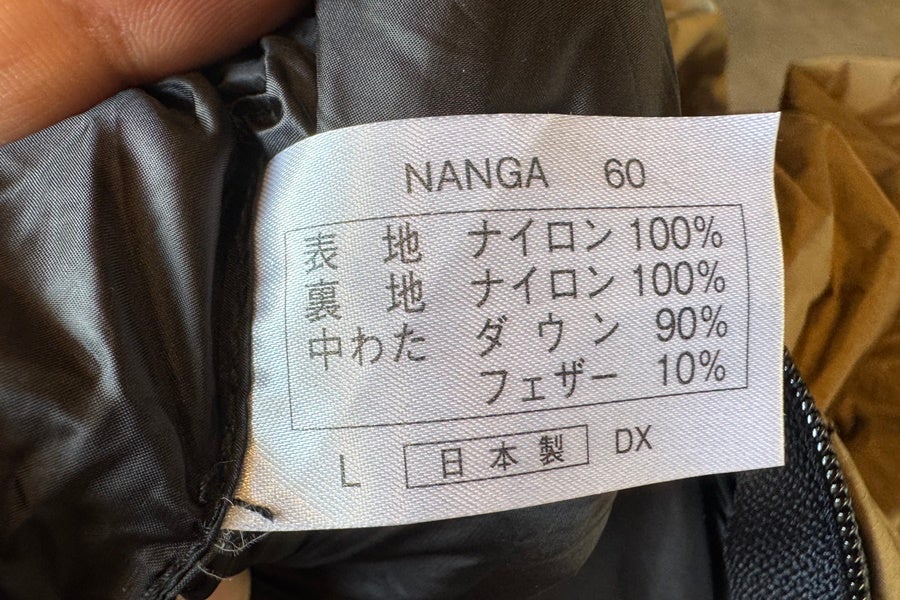 NANGA 60
表 地 ナイロン 100%
裏 地 ナイロン 100%
中わた ダウン 90%
フェザー 10%
L 日本製 DX